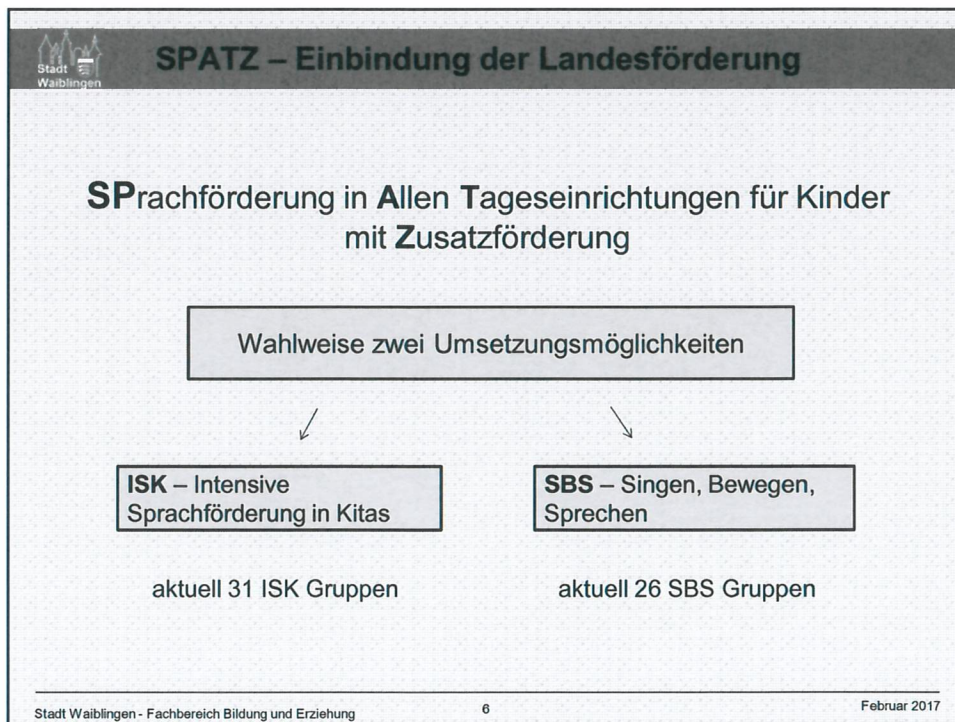 Stadt
Waiblingen
SPATZ – Einbindung der Landesförderung
SPrachförderung in Allen Tageseinrichtungen für Kinder
mit Zusatzförderung
Wahlweise zwei Umsetzungsmöglichkeiten
ISK – Intensive
Sprachförderung in Kitas
SBS – Singen, Bewegen,
Sprechen
aktuell 31 ISK Gruppen
aktuell 26 SBS Gruppen
Stadt Waiblingen - Fachbereich Bildung und Erziehung
6
Februar 2017